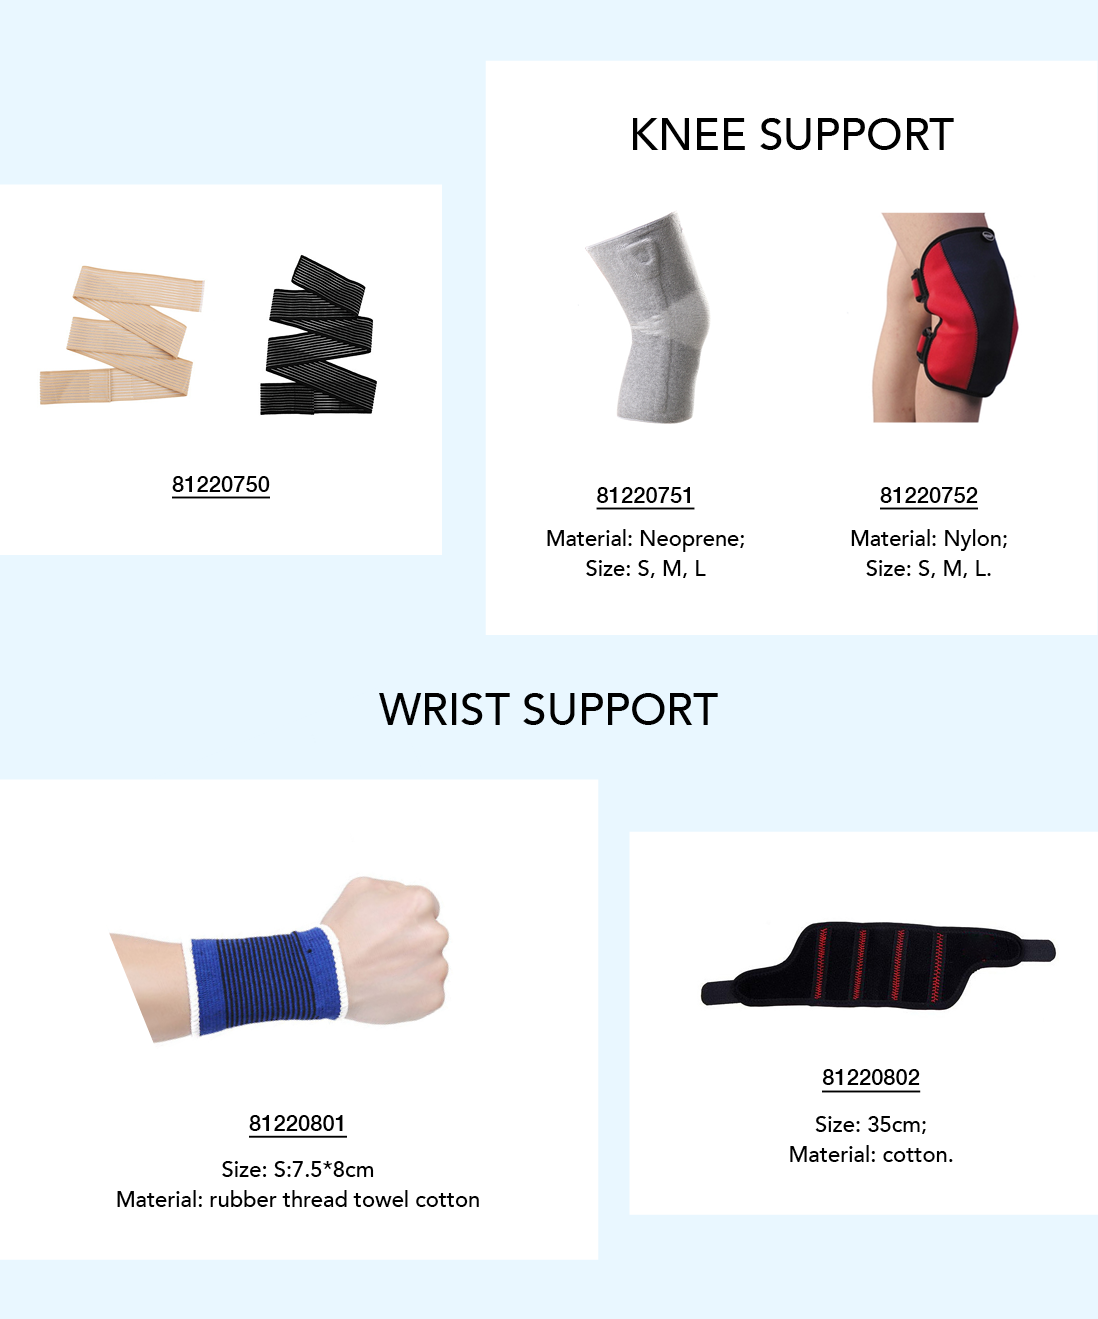 KNEE SUPPORT
81220750
81220751
Material: Neoprene;
Size: S, M, L
81220752
Material: Nylon;
Size: S, M, L.
WRIST SUPPORT
81220801
Size: S:7.5*8cm
Material: rubber thread towel cotton
81220802
Size: 35cm;
Material: cotton.